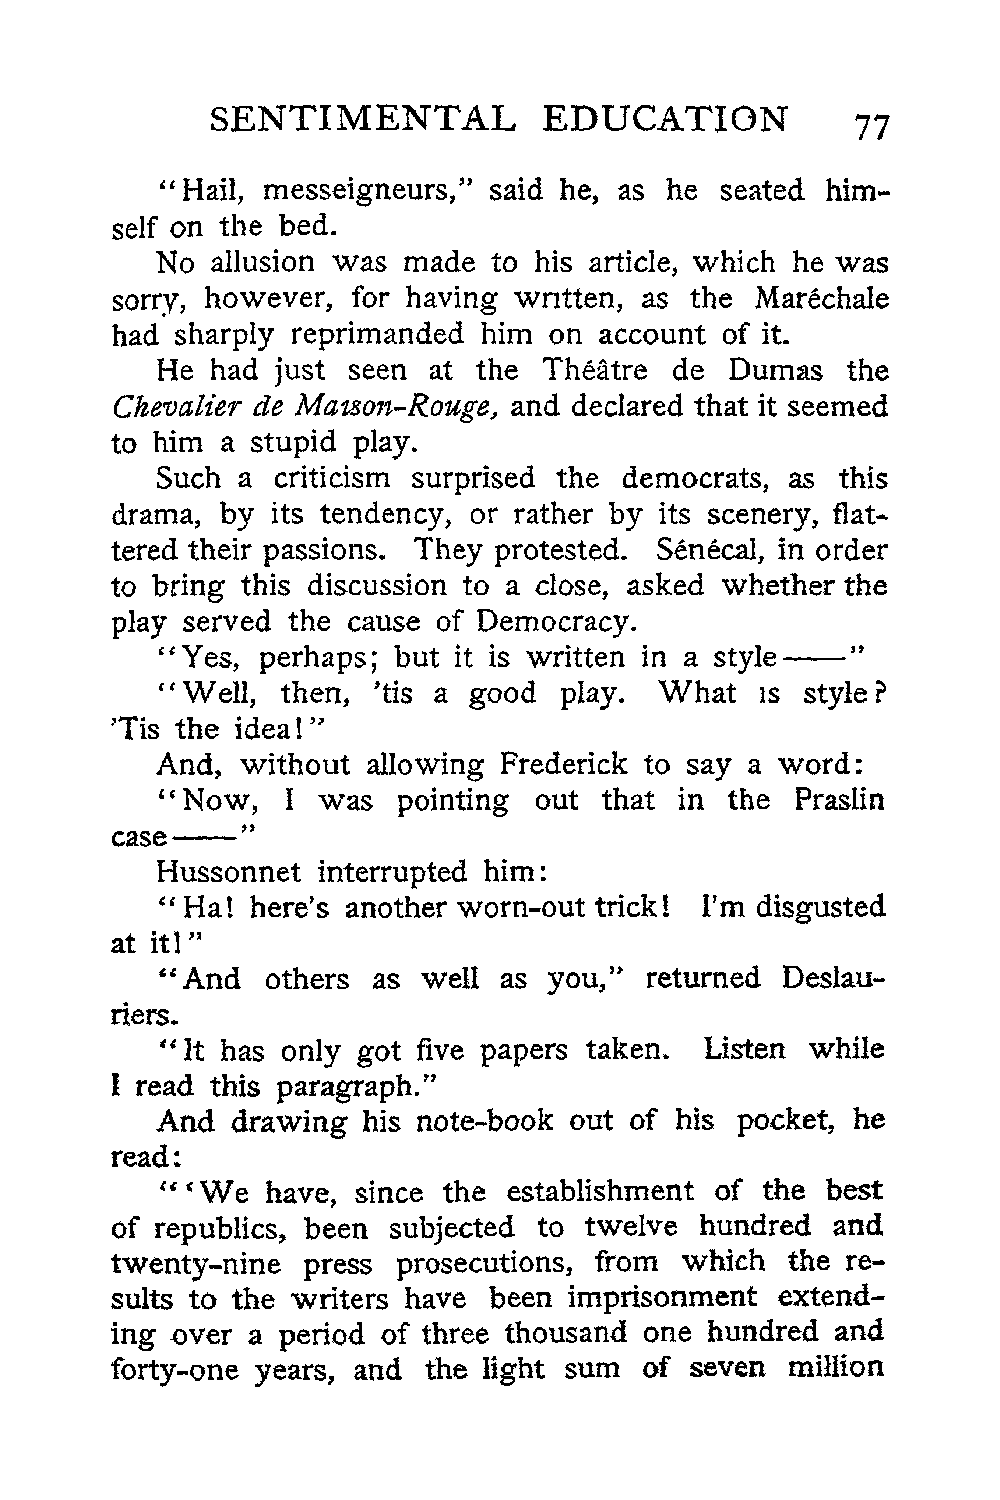 SENTIMENTAL EDUCATION 77
"Hail, messeigneurs," said he, as he seated him-
self on the bed.
No allusion was made to his article, which he was
sorry, however, for having written, as the Maréchale
had sharply reprimanded him on account of it.
He had just seen at the Théâtre de Dumas the
Chevalier de Maison-Rouge, and declared that it seemed
to him a stupid play.
Such a criticism surprised the democrats, as this
drama, by its tendency, or rather by its scenery, flat-
tered their passions. They protested. Sénécal, in order
to bring this discussion to a close, asked whether the
play served the cause of Democracy.
"Yes, perhaps; but it is written in a style——"
"Well, then, 'tis a good play. What is style?
'Tis the idea!"
And, without allowing Frederick to say a word:
"Now, I was pointing out that in the Praslin
case——"
Hussonnet interrupted him:
"Ha! here's another worn-out trick! I'm disgusted
at it!"
"And others as well as you," returned Deslau-
riers.
"It has only got five papers taken. Listen while
I read this paragraph."
And drawing his note-book out of his pocket, he
read:
"'We have, since the establishment of the best
of republics, been subjected to twelve hundred and
twenty-nine press prosecutions, from which the re-
sults to the writers have been imprisonment extend-
ing over a period of three thousand one hundred and
forty-one years, and the light sum of seven million